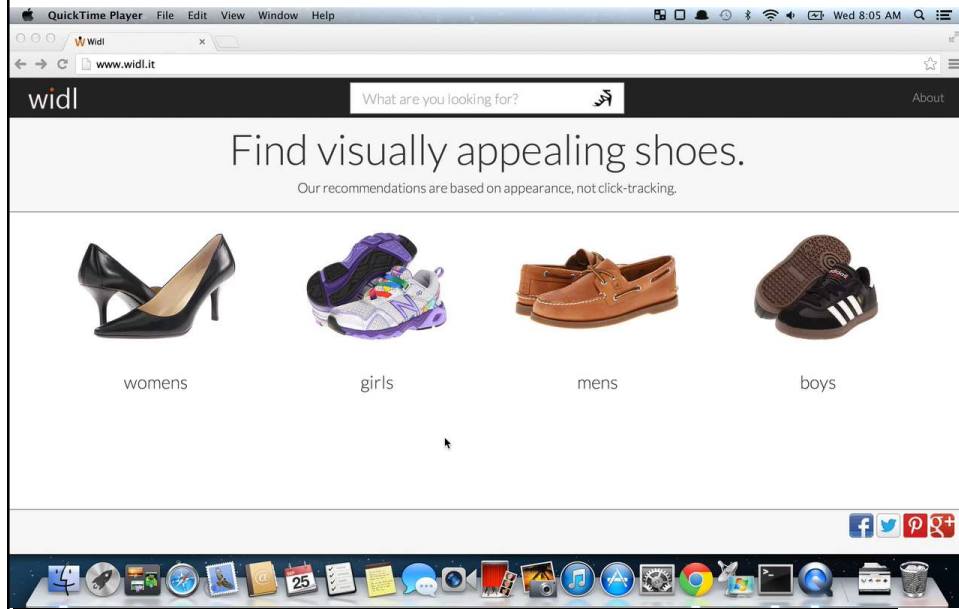 QuickTime Player File Edit View Window Help Wed 8:05 AM
Widl
www.widl.it
widl What are you looking for? About
Find visually appealing shoes.
Our recommendations are based on appearance, not click-tracking.
adidas
womens girls mens boys
25